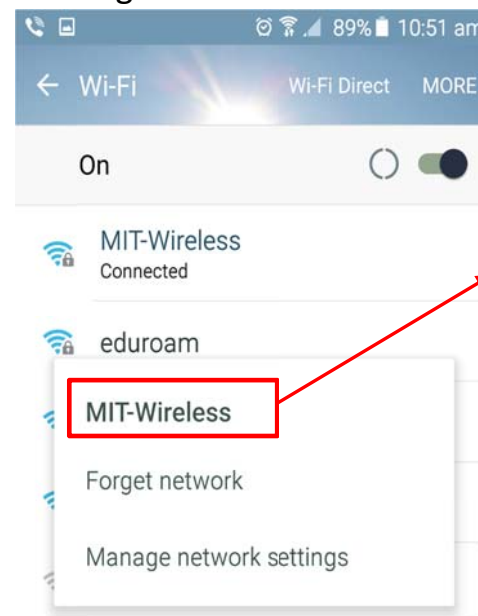 89% 10:51 am
Wi-Fi Wi-Fi Direct MORE
On
MIT-Wireless
Connected
eduroam
MIT-Wireless
Forget network
Manage network settings